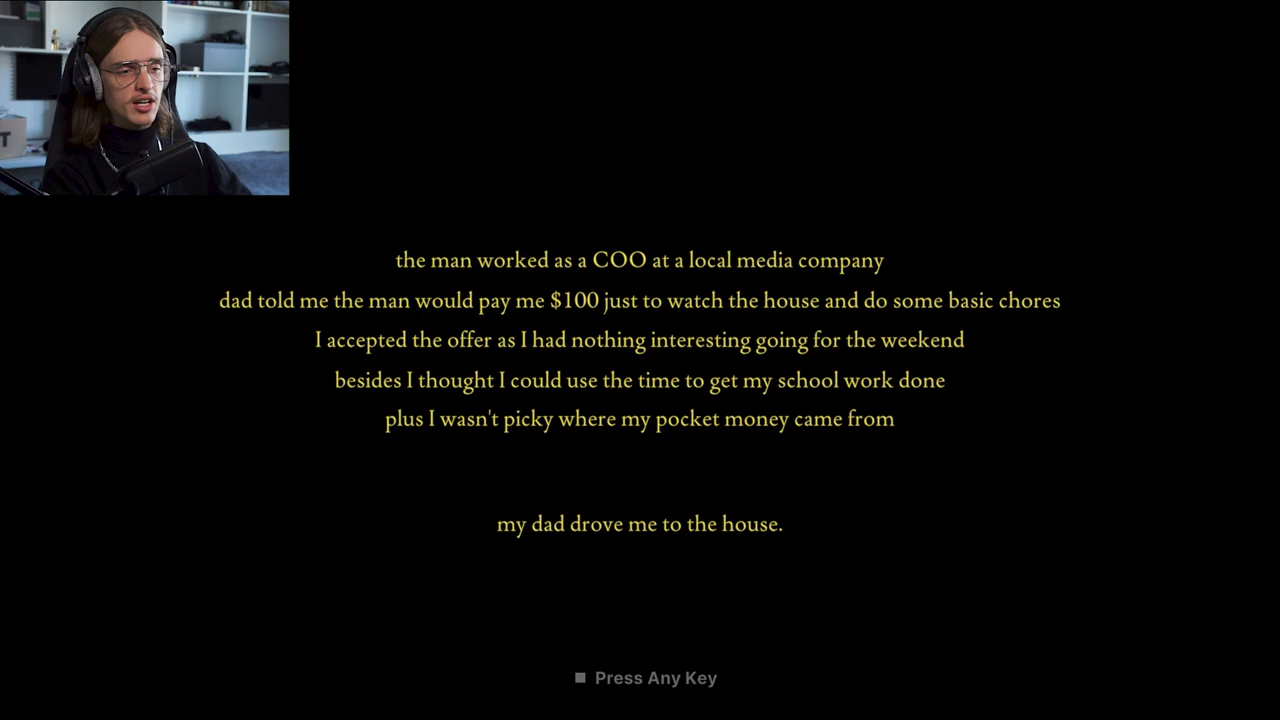 the man worked as a COO at a local media company
dad told me the man would pay me $100 just to watch the house and do some basic chores
I accepted the offer as I had nothing interesting going for the weekend
besides I thought I could use the time to get my school work done
plus I wasn't picky where my pocket money came from
my dad drove me to the house.
Press Any Key